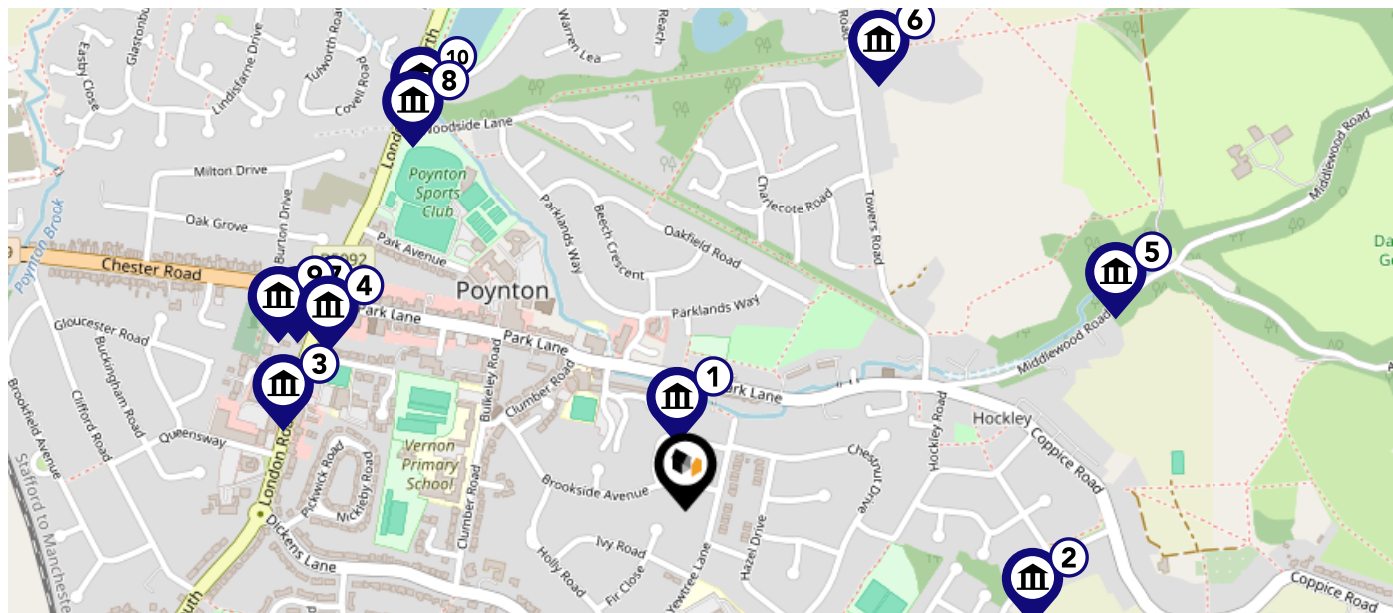 6
10
8
Easby Close
Lindisfarne Drive
Tulworth Road
Covell Road
Warren Lea
Reach
Road
Woodside Lane
Milton Drive
Oak Grove
Burton Drive
Poynton
Sports
Club
Park Avenue
Parklands Way
Beech Crescent
Oakfield Road
Charlecote Road
Towers Road
Middlewood Road
Poynton Brook
Chester Road
9
7
4
5
Poynton
Park Lane
Park Lane
Parklands Way
Gloucester Road
Buckingham Road
Clifford Road
Brookfield Avenue
Queensway
3
1
Park Lane
Middlewood Road
Bulkeley Road
Clumber Road
Hockley
Hockley Road
Coppice Road
Vernon
Primary
School
London Road
Pickwick Road
Nickleby Road
Clumber Road
Brookside Avenue
Chestnut Drive
Stafford to Manchester
Dickens Lane
Holly Road
Ivy Road
Fir Close
Yewtree Lane
Hazel Drive
2
Coppice Road